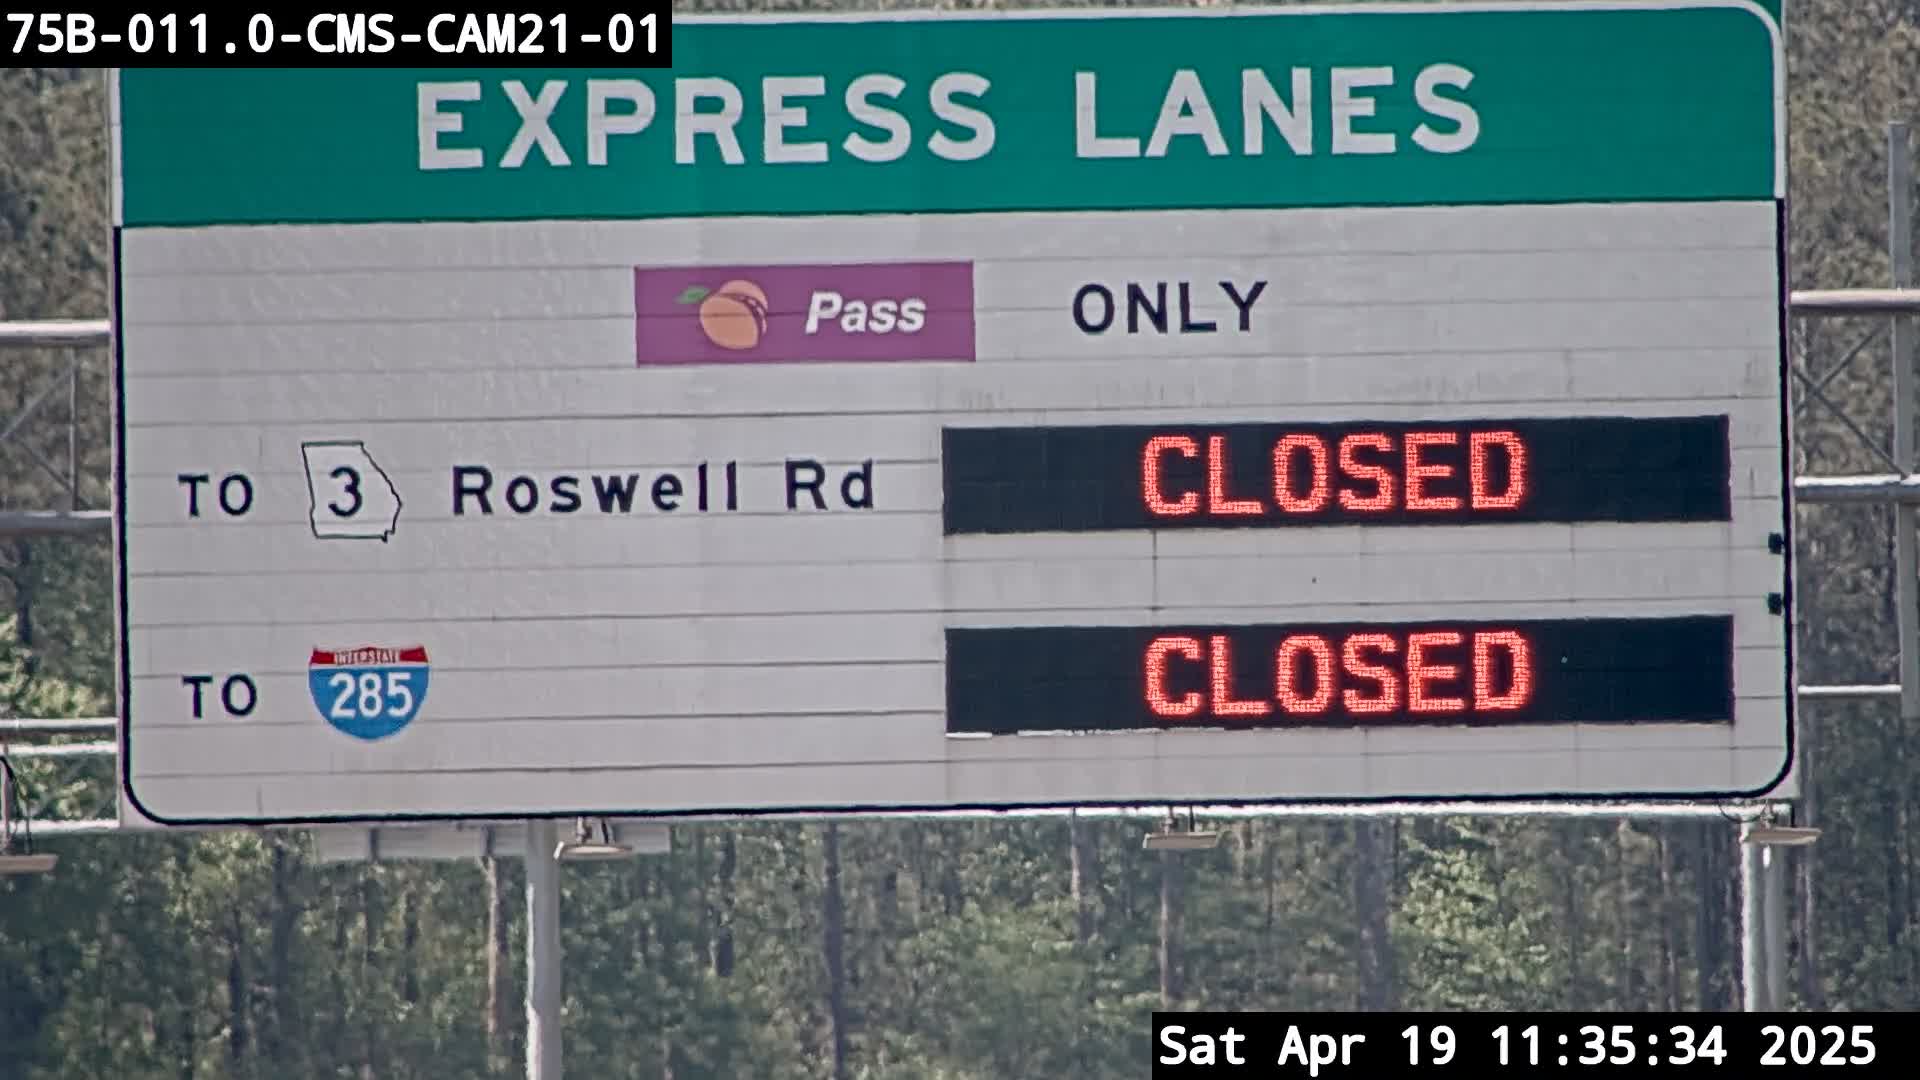 75B-011.0-CMS-CAM21-01
EXPRESS LANES
Pass ONLY
TO 3 Roswell Rd CLOSED
INTERSTATE
TO 285 CLOSED
Sat Apr 19 11:35:34 2025